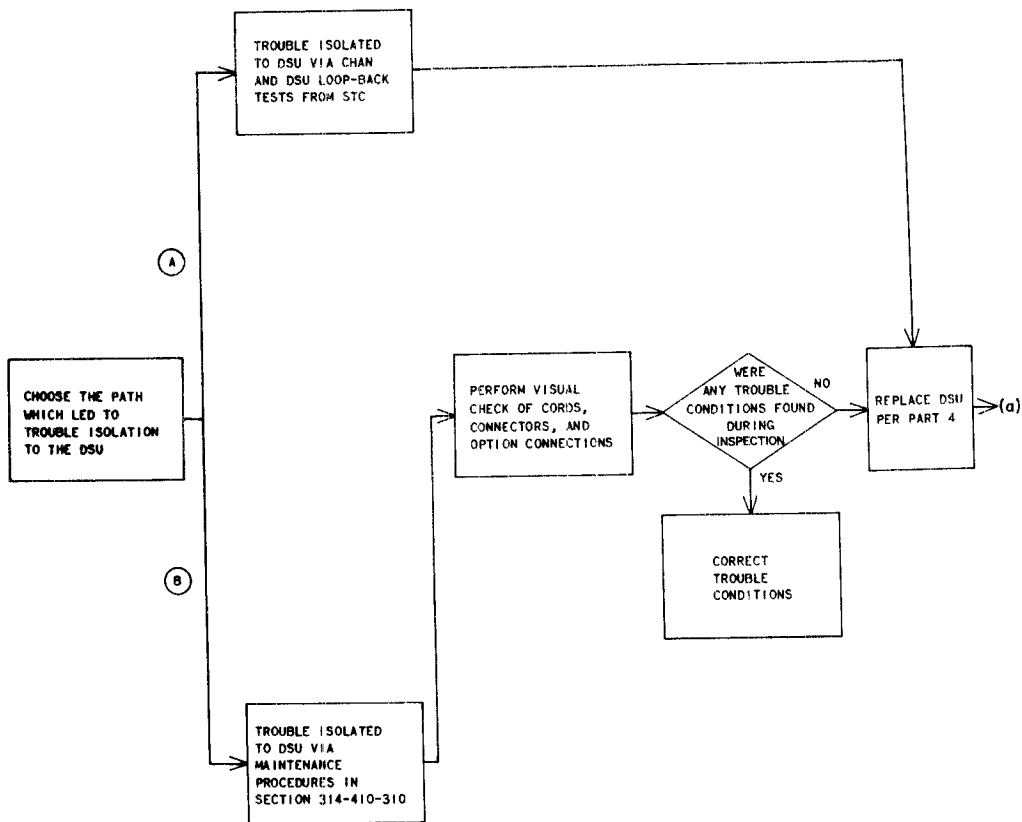 TROUBLE ISOLATED
TO DSU VIA CHAN
AND DSU LOOP-BACK
TESTS FROM STC
A
CHOOSE THE PATH
WHICH LED TO
TROUBLE ISOLATION
TO THE DSU
PERFORM VISUAL
CHECK OF CORDS,
CONNECTORS, AND
OPTION CONNECTIONS
WERE
ANY TROUBLE
CONDITIONS FOUND
DURING
INSPECTION
NO
REPLACE DSU
PER PART 4
(a)
YES
CORRECT
TROUBLE
CONDITIONS
B
TROUBLE ISOLATED
TO DSU VIA
MAINTENANCE
PROCEDURES IN
SECTION 314-410-310